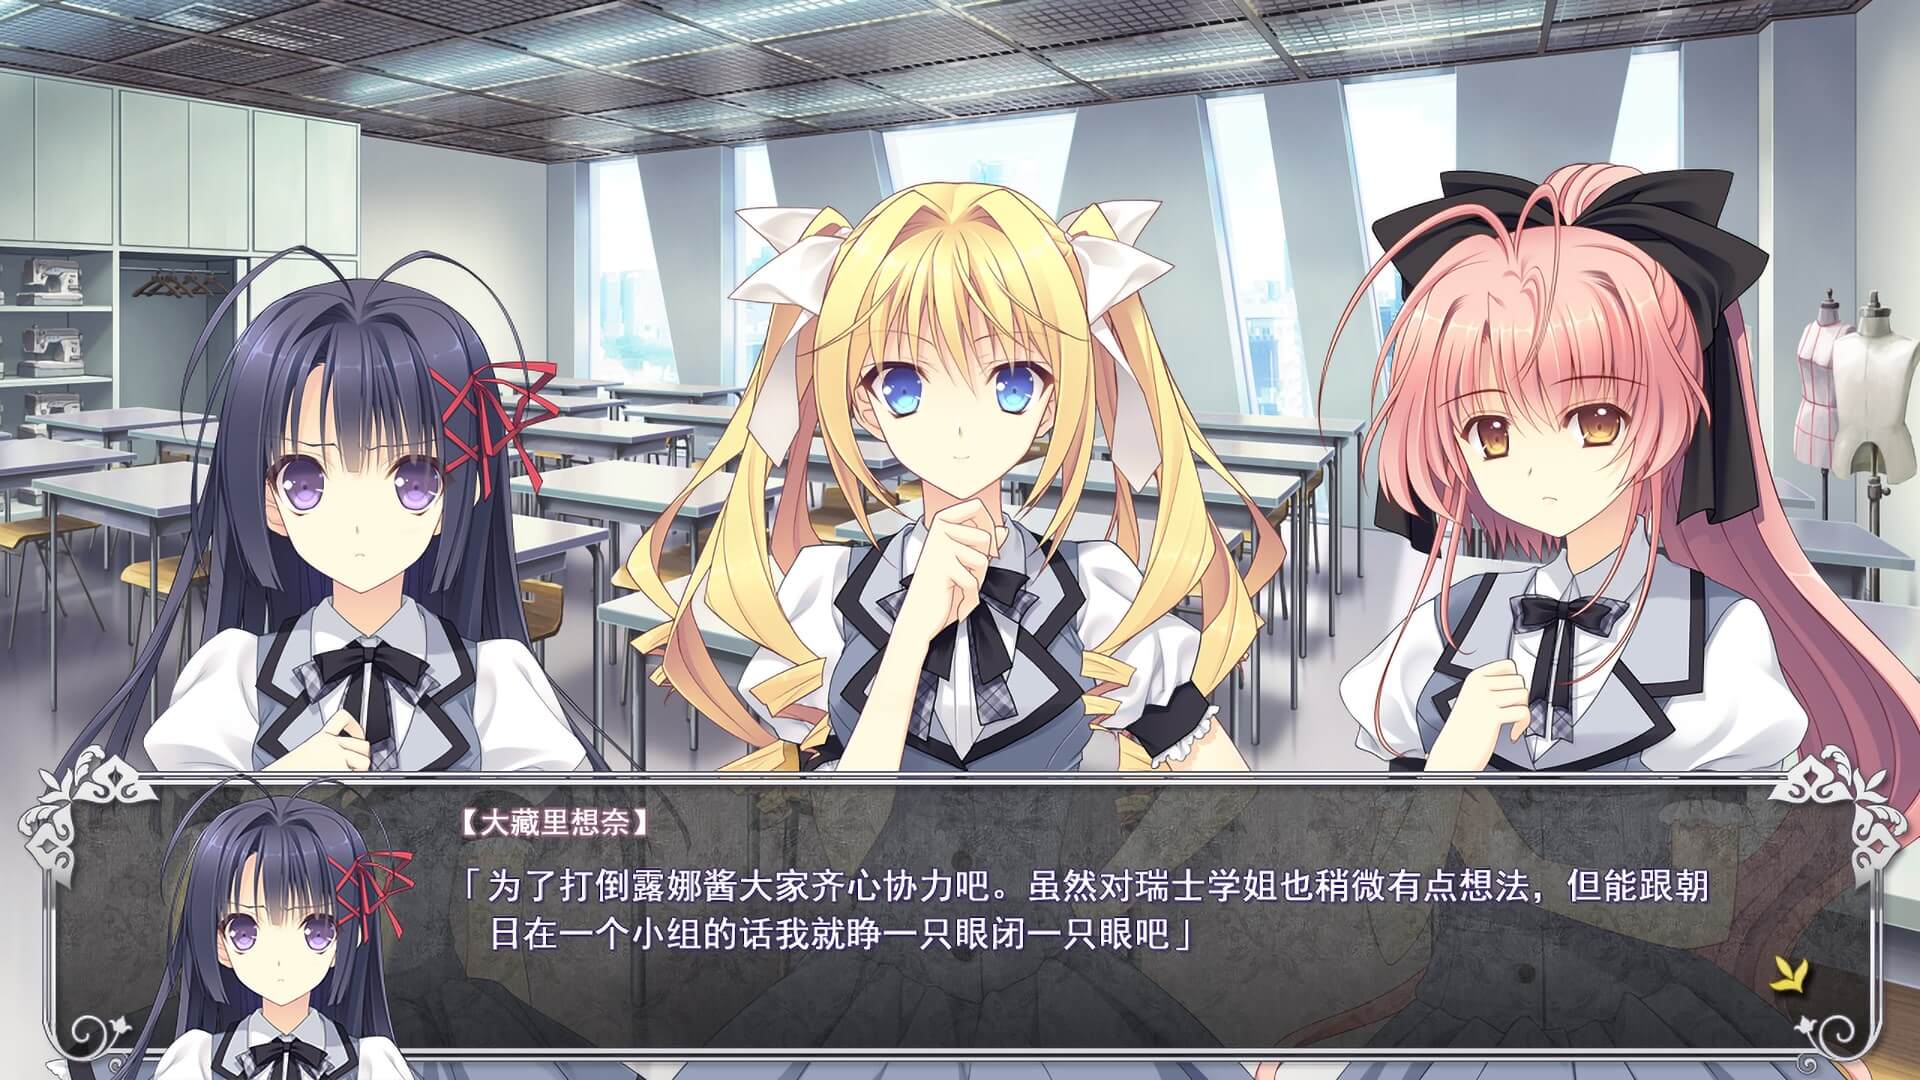 【大藏里想奈】
「为了打倒露娜酱大家齐心协力吧。虽然对瑞士学姐也稍微有点想法，但能跟朝
日在一个小组的话我就睁一只眼闭一只眼吧」